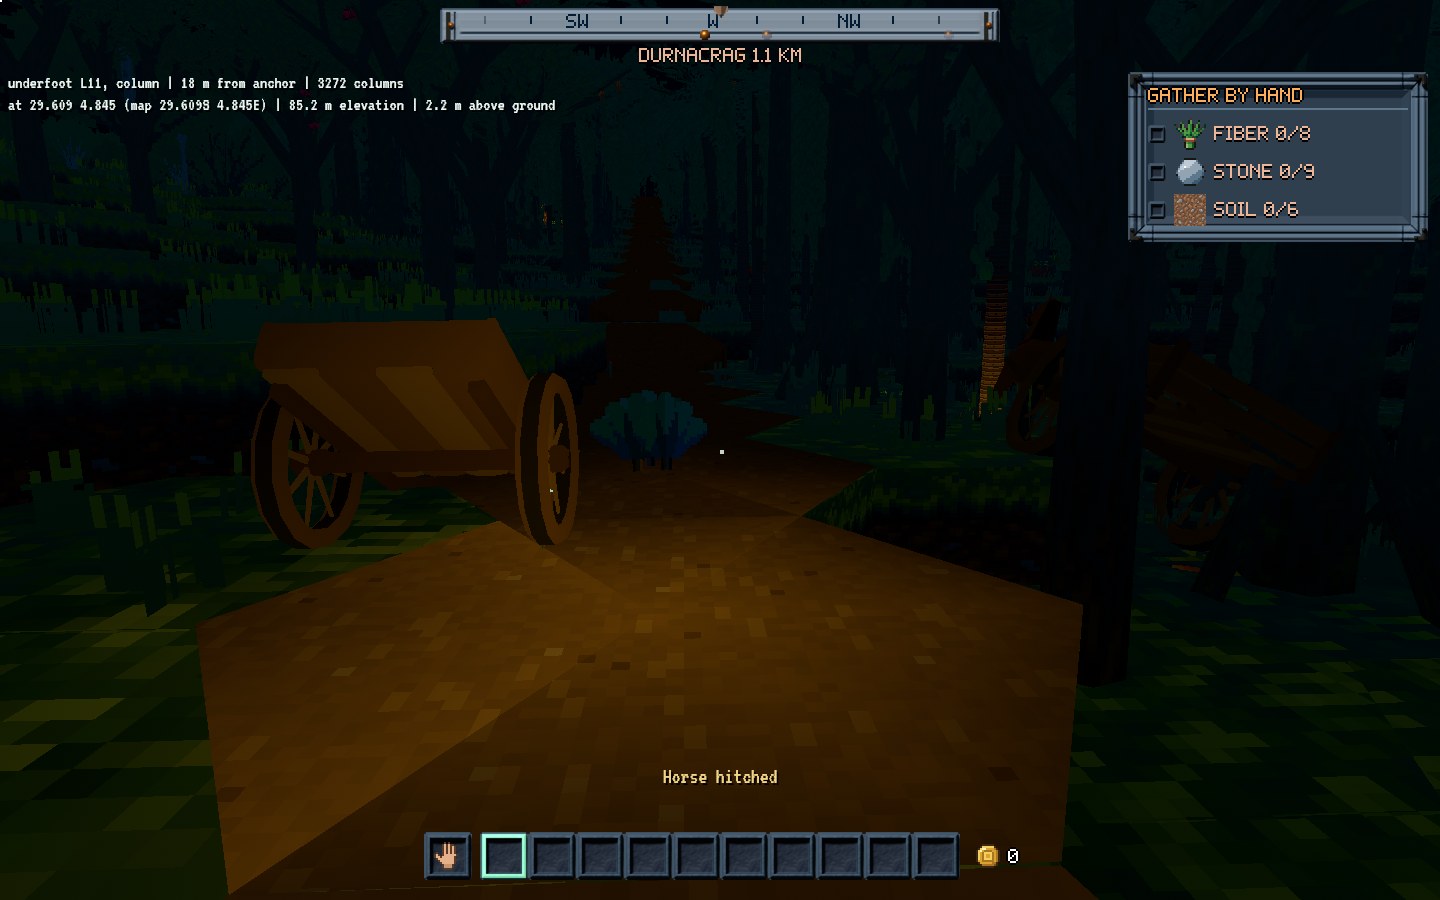 SW W NW
DURNACRAG 1.1 KM
underfoot L11, column | 18 m from anchor | 3272 columns
at 29.609 4.845 (map 29.609S 4.845E) | 85.2 m elevation | 2.2 m above ground
GATHER BY HAND
FIBER 0/8
STONE 0/9
SOIL 0/6
Horse hitched
0